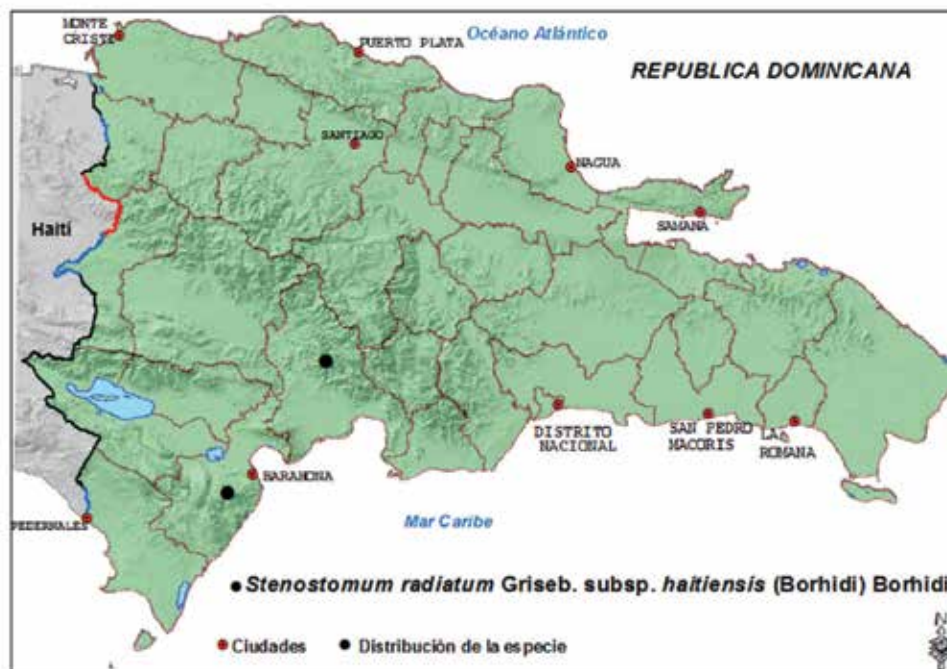 MONTE
CRISTI
PUERTO PLATA
Océano Atlántico
REPUBLICA DOMINICANA
SANTIAGO
NAGUA
SAMANA
Haití
DISTRITO
NACIONAL
SAN PEDRO
MACORIS
LA
ROMANA
BARAHONA
PEDERNALES
Mar Caribe
Stenostomum radiatum Griseb. subsp. haitiensis (Borhidi) Borhidi
Ciudades
Distribución de la especie